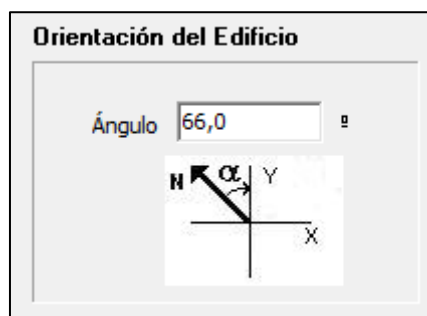 Orientación del Edificio
Ángulo 66,0 º
N α Y
X